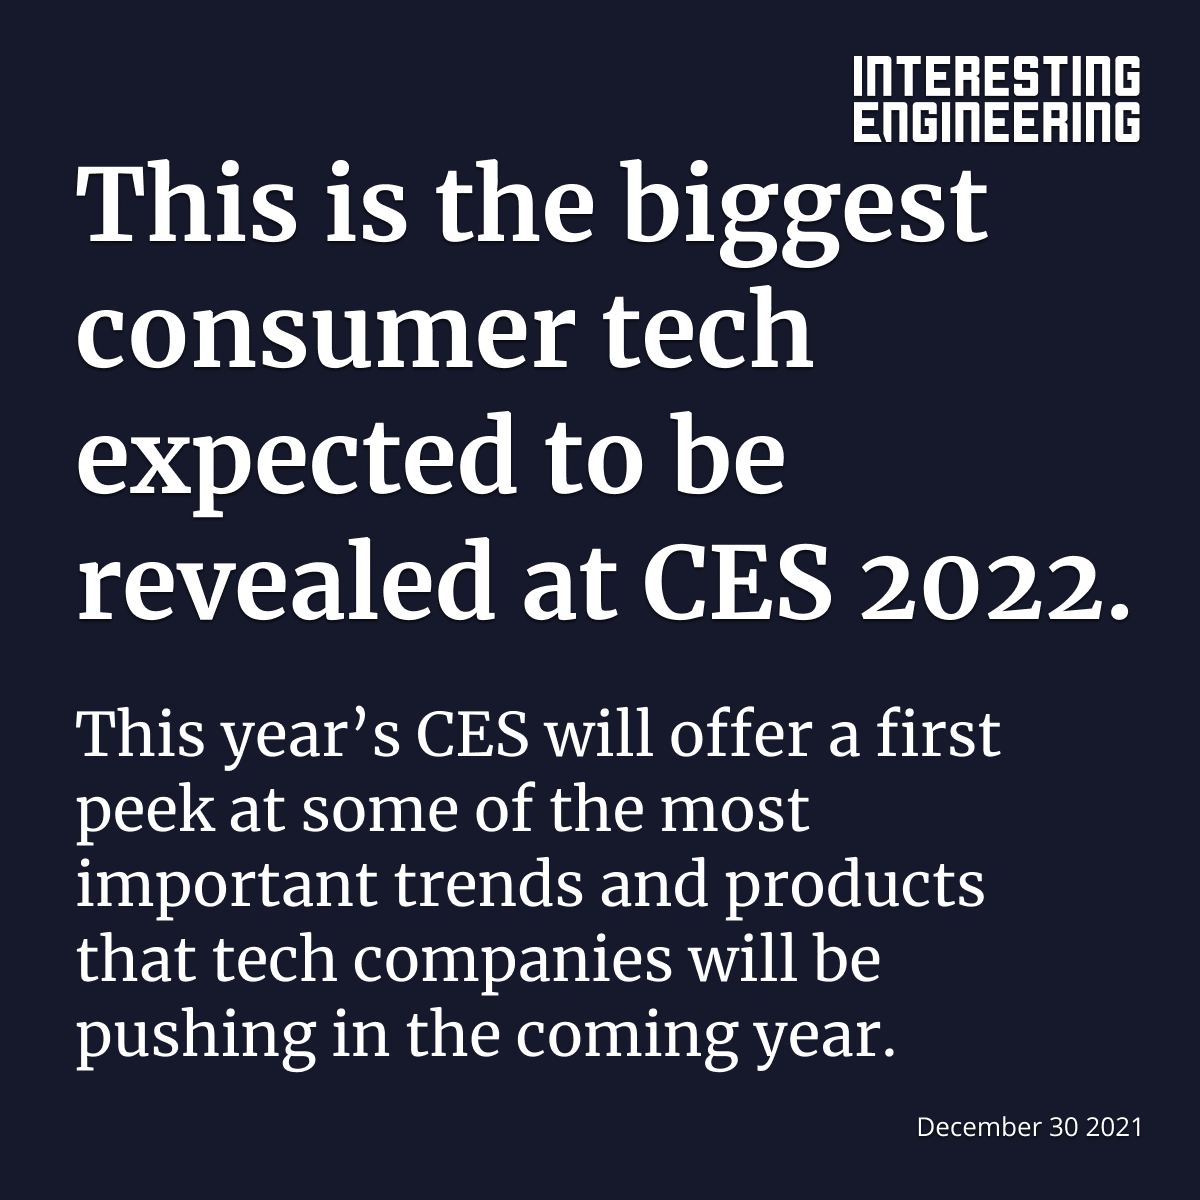 INTERESTING
ENGINEERING
This is the biggest
consumer tech
expected to be
revealed at CES 2022.
This year’s CES will offer a first
peek at some of the most
important trends and products
that tech companies will be
pushing in the coming year.
December 30 2021